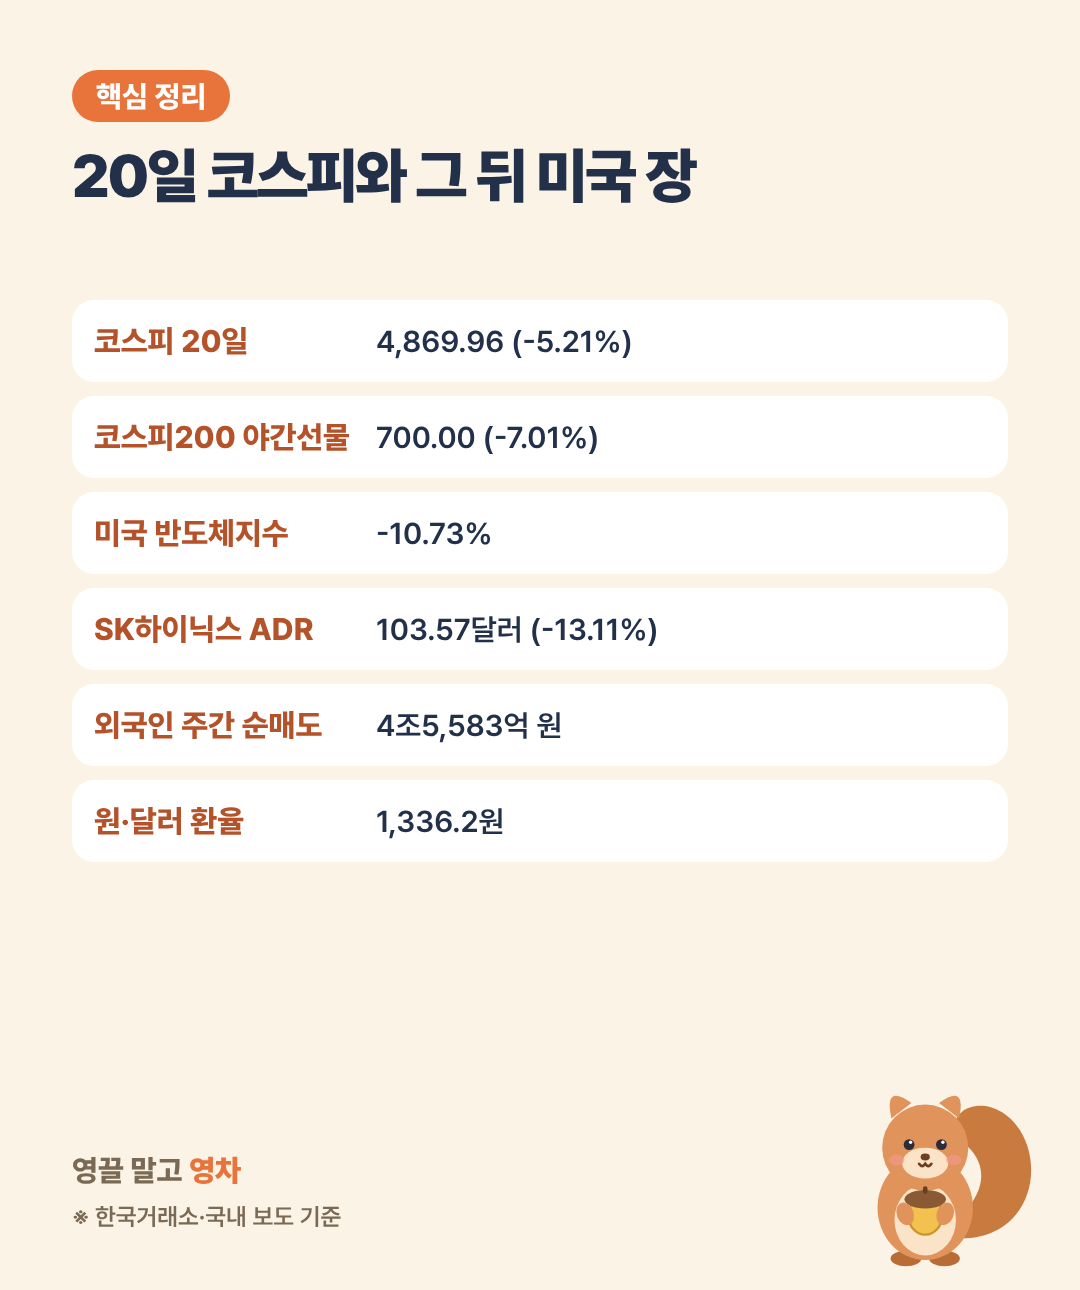 핵심 정리
20일 코스피와 그 뒤 미국 장
코스피 20일 4,869.96 (-5.21%)
코스피200 야간선물 700.00 (-7.01%)
미국 반도체지수 -10.73%
SK하이닉스 ADR 103.57달러 (-13.11%)
외국인 주간 순매도 4조5,583억 원
원·달러 환율 1,336.2원
영끌 말고 영차
※ 한국거래소·국내 보도 기준